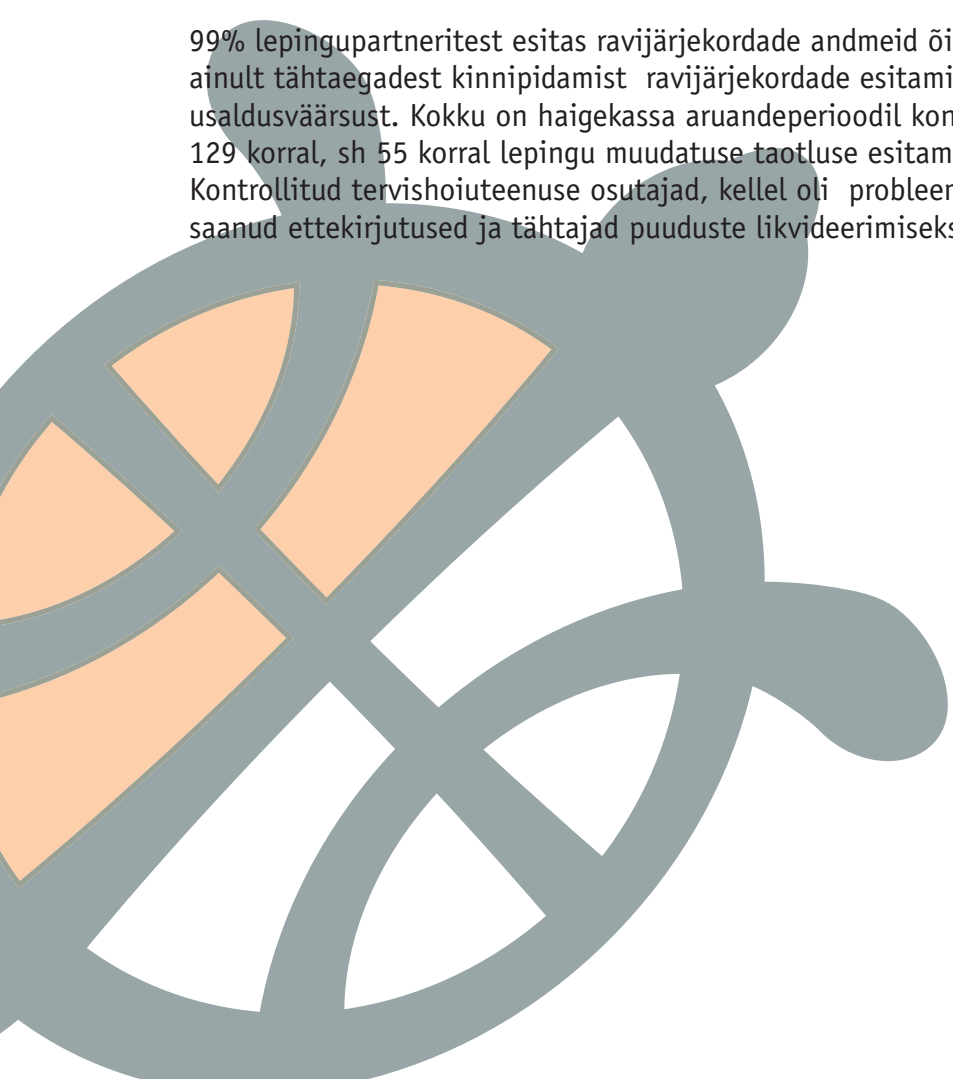 99% lepingupartneritest esitas ravijärjekordade andmeid õi
ainult tähtaegadest kinnipidamist ravijärjekordade esitami
usaldusväärsust. Kokku on haigekassa aruandeperioodil kon
129 korral, sh 55 korral lepingu muudatuse taotluse esitam
Kontrollitud tervishoiuteenuse osutajad, kellel oli problee
saanud ettekirjutused ja tähtajad puuduste likvideerimiseks